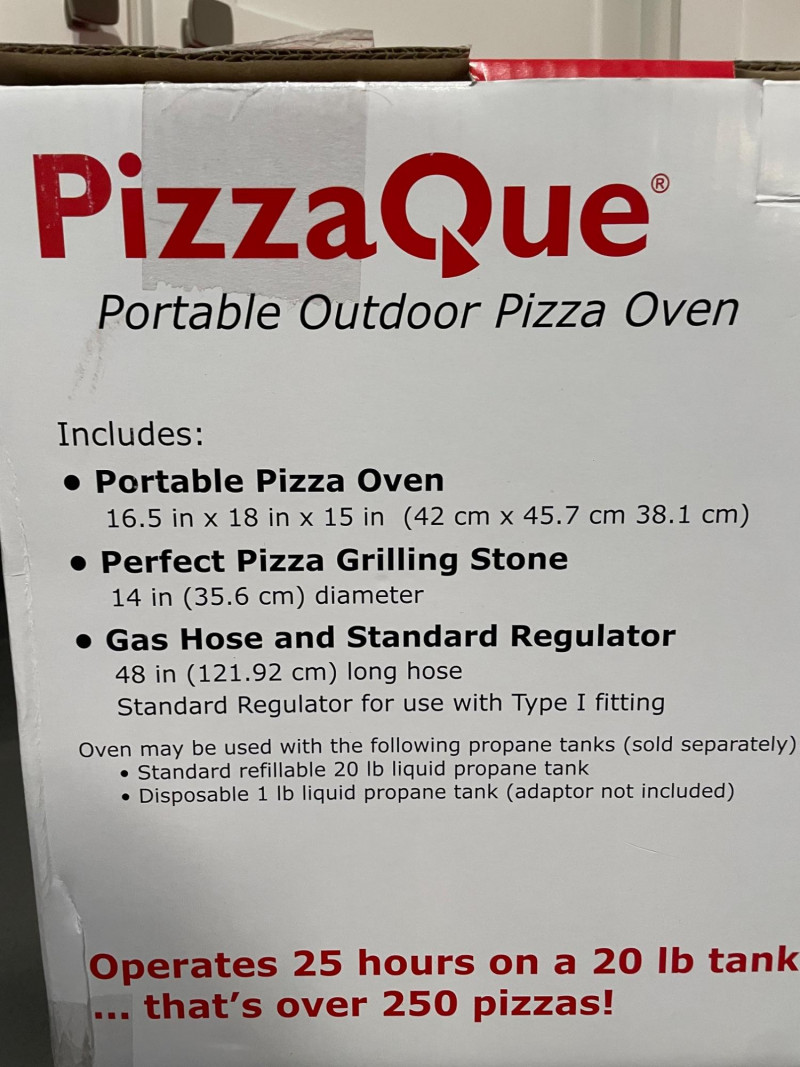 PizzaQue®
Portable Outdoor Pizza Oven
Includes:
• Portable Pizza Oven
16.5 in x 18 in x 15 in (42 cm x 45.7 cm 38.1 cm)
• Perfect Pizza Grilling Stone
14 in (35.6 cm) diameter
• Gas Hose and Standard Regulator
48 in (121.92 cm) long hose
Standard Regulator for use with Type I fitting
Oven may be used with the following propane tanks (sold separately)
• Standard refillable 20 lb liquid propane tank
• Disposable 1 lb liquid propane tank (adaptor not included)
Operates 25 hours on a 20 lb tank
... that's over 250 pizzas!